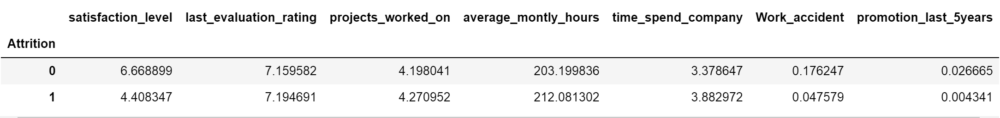 satisfaction_level last_evaluation_rating projects_worked_on average_montly_hours time_spend_company Work_accident promotion_last_5years
Attrition
0 6.668899 7.159582 4.198041 203.199836 3.378647 0.176247 0.026665
1 4.408347 7.194691 4.270952 212.081302 3.882972 0.047579 0.004341